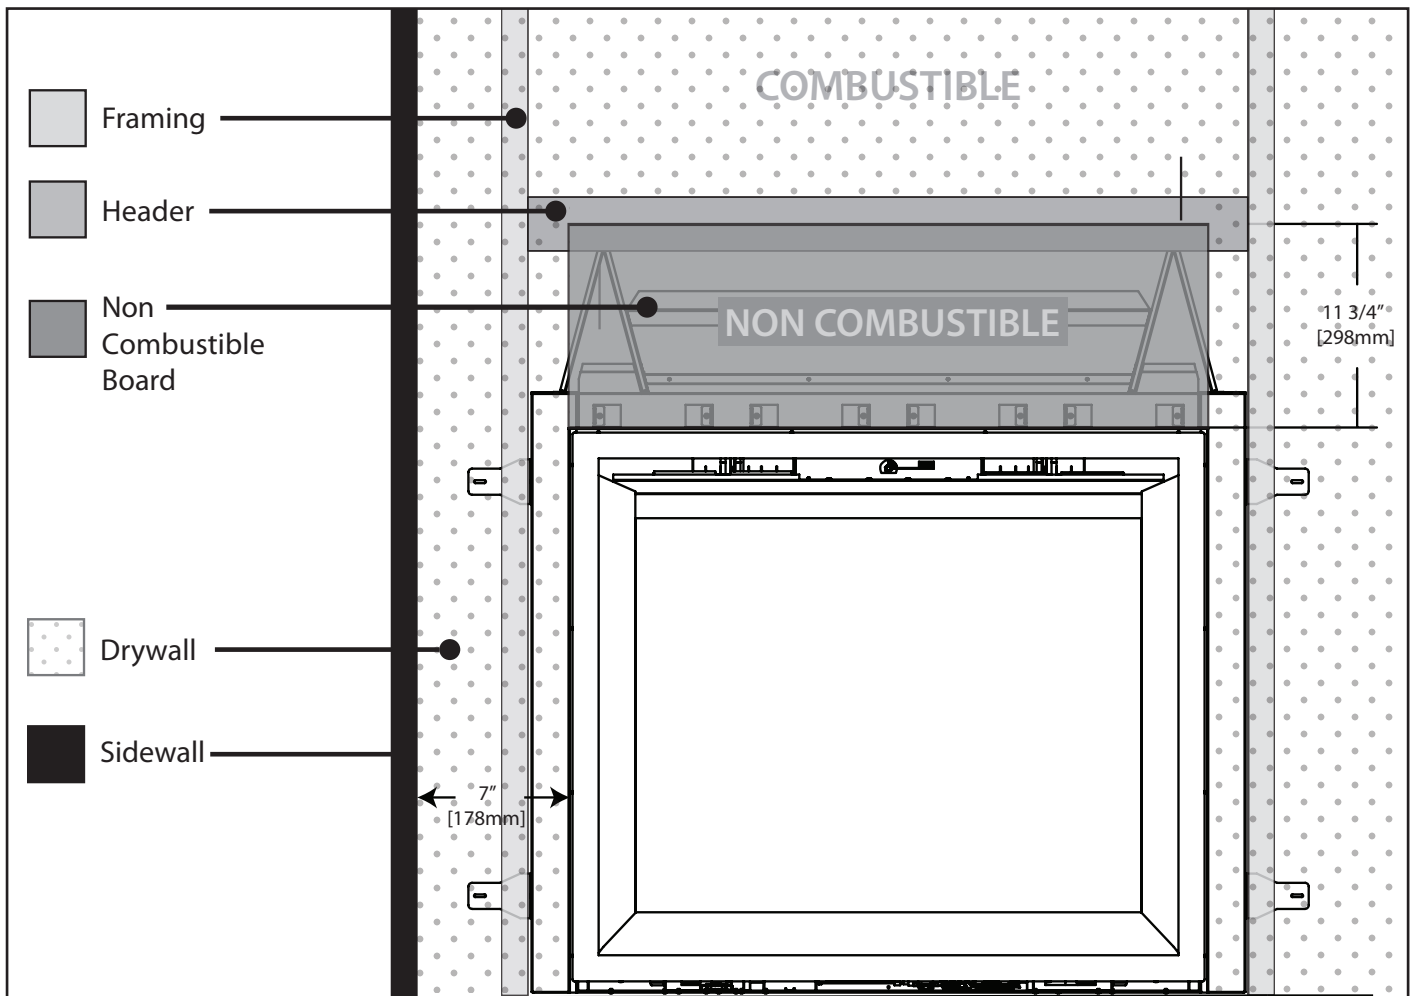 COMBUSTIBLE
Framing
Header
Non
Combustible
Board
NON COMBUSTIBLE
11 3/4”
[298mm]
Drywall
Sidewall
7”
[178mm]